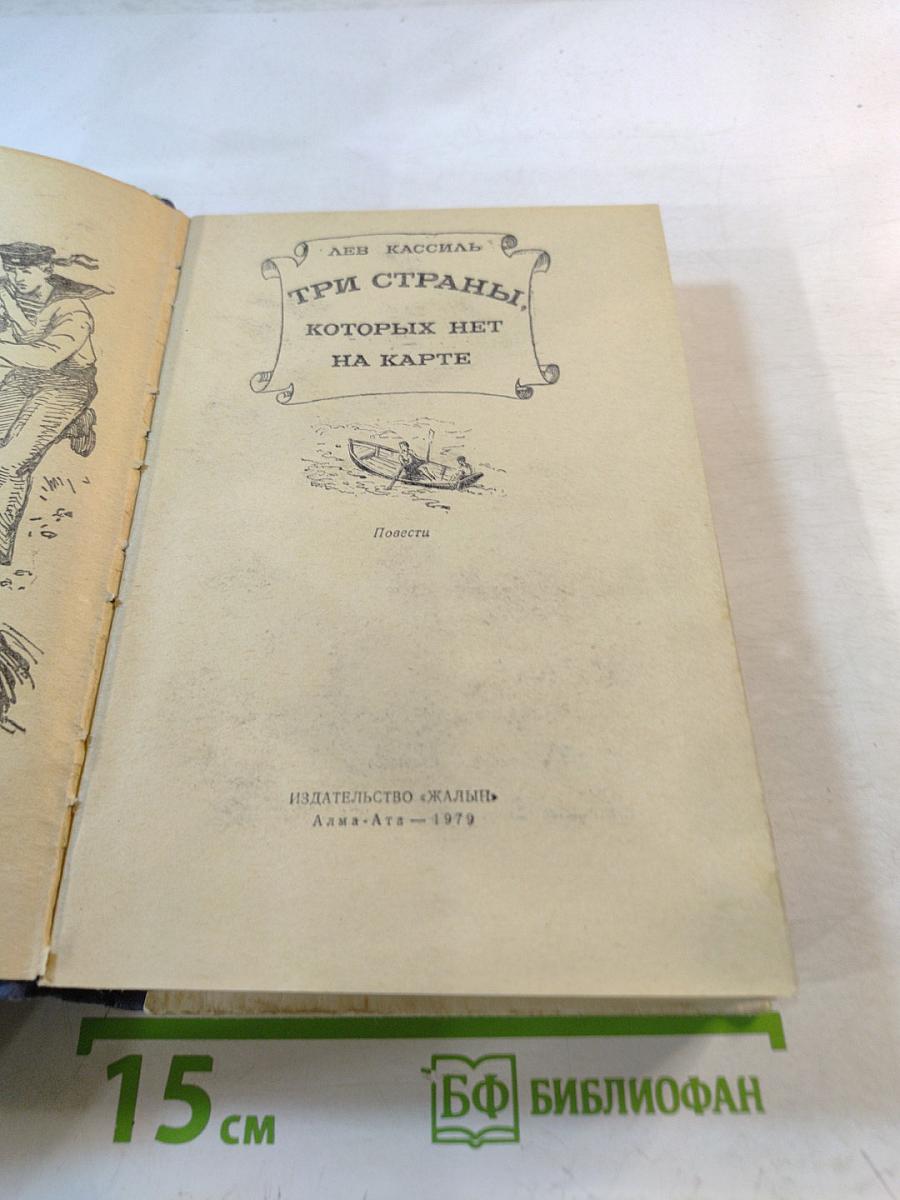 ЛЕВ КАССИЛЬ
ТРИ СТРАНЫ,
КОТОРЫХ НЕТ
НА КАРТЕ
Повести
ИЗДАТЕЛЬСТВО «ЖАЛЫН»
Алма-Ата — 1979
15 см
БФ БИБЛИОФАН